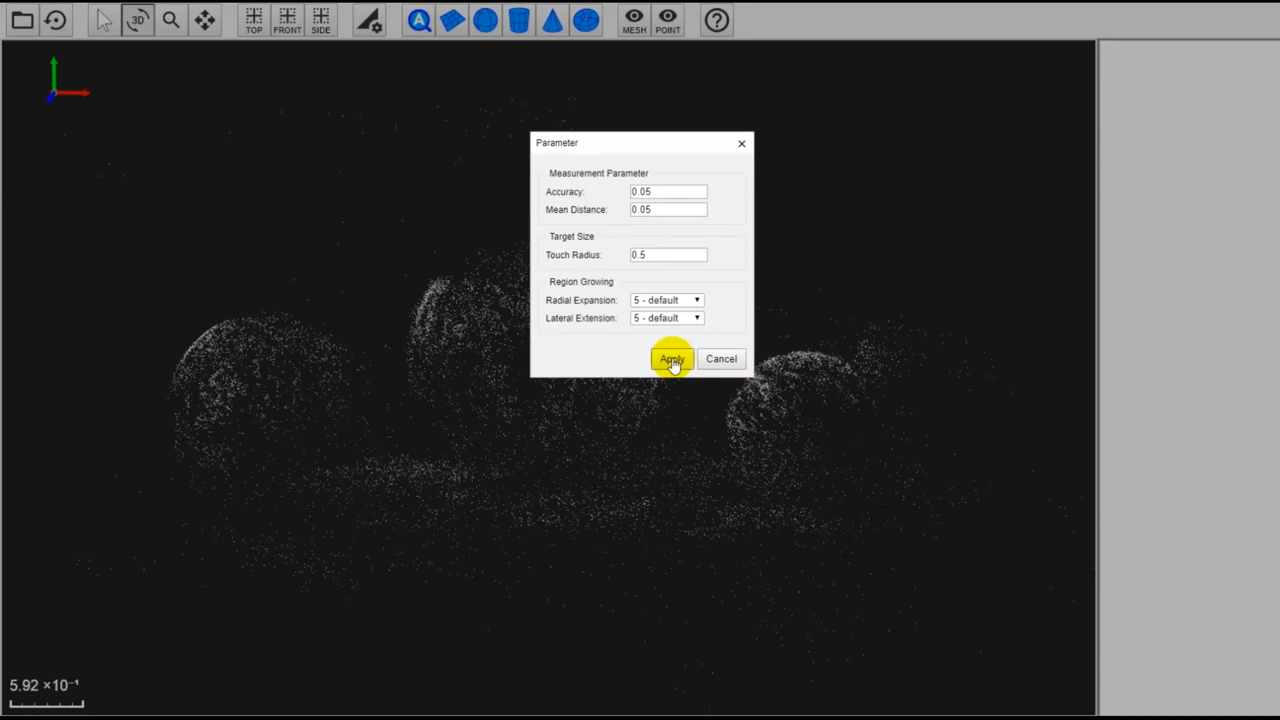 3D
TOP FRONT SIDE
A
MESH POINT
?
Parameter
Measurement Parameter
Accuracy: 0.05
Mean Distance: 0.05
Target Size
Touch Radius: 0.5
Region Growing
Radial Expansion: 5 - default
Lateral Extension: 5 - default
Apply Cancel
5.92 ×10⁻¹